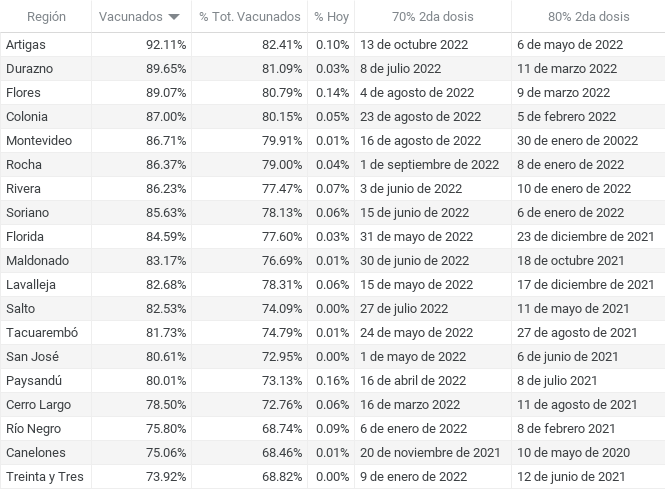 Región Vacunados % Tot. Vacunados % Hoy 70% 2da dosis 80% 2da dosis
Artigas 92.11% 82.41% 0.10% 13 de octubre 2022 6 de mayo de 2022
Durazno 89.65% 81.09% 0.03% 8 de julio 2022 11 de marzo 2022
Flores 89.07% 80.79% 0.14% 4 de agosto de 2022 9 de marzo 2022
Colonia 87.00% 80.15% 0.05% 23 de agosto de 2022 5 de febrero 2022
Montevideo 86.71% 79.91% 0.01% 16 de agosto de 2022 30 de enero de 20022
Rocha 86.37% 79.00% 0.04% 1 de septiembre de 2022 8 de enero de 2022
Rivera 86.23% 77.47% 0.07% 3 de junio de 2022 10 de enero de 2022
Soriano 85.63% 78.13% 0.06% 15 de junio de 2022 6 de enero de 2022
Florida 84.59% 77.60% 0.03% 31 de mayo de 2022 23 de diciembre de 2021
Maldonado 83.17% 76.69% 0.01% 30 de junio de 2022 18 de octubre 2021
Lavalleja 82.68% 78.31% 0.06% 15 de mayo de 2022 17 de diciembre de 2021
Salto 82.53% 74.09% 0.00% 27 de julio 2022 11 de mayo de 2021
Tacuarembó 81.73% 74.79% 0.01% 24 de mayo de 2022 27 de agosto de 2021
San José 80.61% 72.95% 0.00% 1 de mayo de 2022 6 de junio de 2021
Paysandú 80.01% 73.13% 0.16% 16 de abril de 2022 8 de julio 2021
Cerro Largo 78.50% 72.76% 0.06% 16 de marzo 2022 11 de agosto de 2021
Río Negro 75.80% 68.74% 0.09% 6 de enero de 2022 8 de febrero 2021
Canelones 75.06% 68.46% 0.01% 20 de noviembre de 2021 10 de mayo de 2020
Treinta y Tres 73.92% 68.82% 0.00% 9 de enero de 2022 12 de junio de 2021